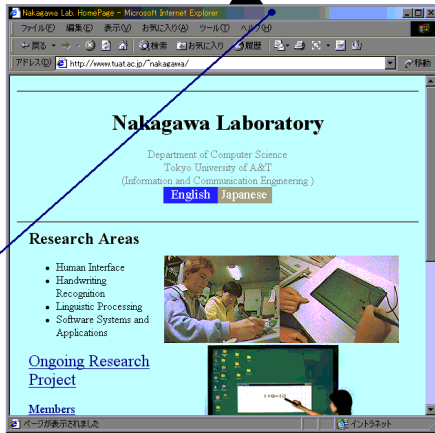 Nakagawa Lab. HomePage - Microsoft Internet Explorer
ファイル(F) 編集(E) 表示(V) お気に入り(A) ツール(T) ヘルプ(H)
戻る 検索 お気に入り 履歴
アドレス(D) http://www.tuat.ac.jp/~nakagawa/ 移動
Nakagawa Laboratory
Department of Computer Science
Tokyo University of A&T
(Information and Communication Engineering )
English Japanese
Research Areas
• Human Interface
• Handwriting
Recognition
• Linguistic Processing
• Software Systems and
Applications
Ongoing Research
Project
Members
ページが表示されました イントラネット